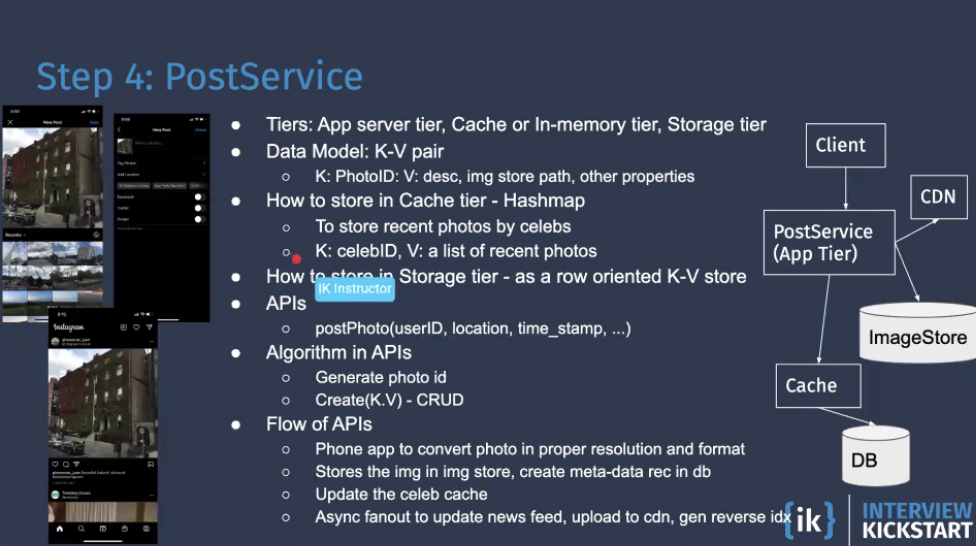 Step 4: PostService
Tiers: App server tier, Cache or In-memory tier, Storage tier
Data Model: K-V pair
K: PhotoID: V: desc, img store path, other properties
How to store in Cache tier - Hashmap
To store recent photos by celebs
K: celebID, V: a list of recent photos
How to store in Storage tier - as a row oriented K-V store
IK Instructor
APIs
postPhoto(userID, location, time_stamp, ...)
Algorithm in APIs
Generate photo id
Create(K.V) - CRUD
Flow of APIs
Phone app to convert photo in proper resolution and format
Stores the img in img store, create meta-data rec in db
Update the celeb cache
Async fanout to update news feed, upload to cdn, gen reverse idx
Client
CDN
PostService
(App Tier)
ImageStore
Cache
DB
{ik}
INTERVIEW
KICKSTART
New Post
New Post
Instagram